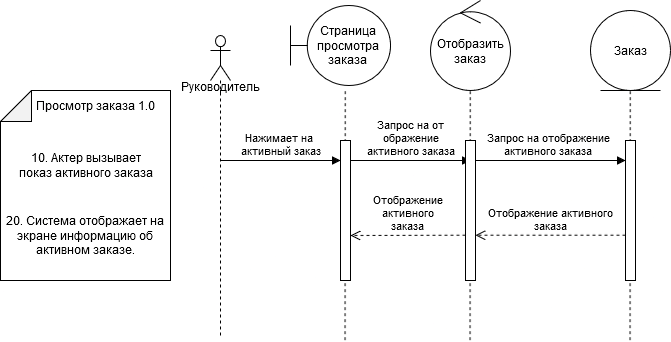 Страница
просмотра
заказа
Отобразить
заказ
Заказ
Руководитель
Просмотр заказа 1.0
10. Актер вызывает
показ активного заказа
20. Система отображает на
экране информацию об
активном заказе.
Нажимает на
активный заказ
Запрос на от
ображение
активного заказа
Запрос на отображение
активного заказа
Отображение
активного
заказа
Отображение активного
заказа